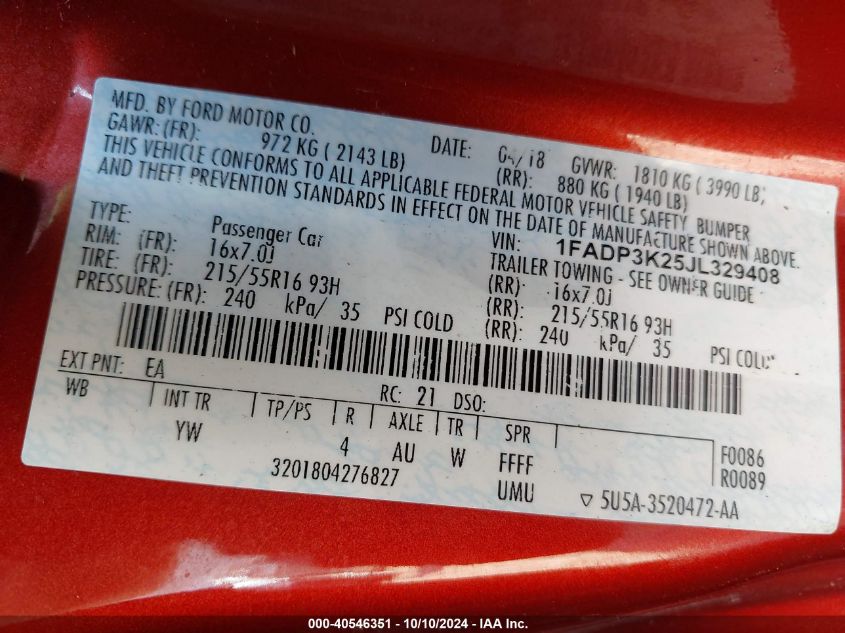 MFD. BY FORD MOTOR CO. DATE: 04/18 GVWR: 1810 KG ( 3990 LB)
GAWR: (FR): 972 KG ( 2143 LB) (RR): 880 KG ( 1940 LB)
THIS VEHICLE CONFORMS TO ALL APPLICABLE FEDERAL MOTOR VEHICLE SAFETY, BUMPER
AND THEFT PREVENTION STANDARDS IN EFFECT ON THE DATE OF MANUFACTURE SHOWN ABOVE.
VIN: 1FADP3K25JL329408
TYPE: Passenger Car TRAILER TOWING - SEE OWNER GUIDE
RIM: (FR): 16x7.0J (RR): 16x7.0J
TIRE: (FR): 215/55R16 93H (RR): 215/55R16 93H
PRESSURE: (FR): 240 kPa/ 35 PSI COLD (RR): 240 kPa/ 35 PSI COLD
EXT PNT: EA RC: 21 DSO:
WB INT TR TP/PS R AXLE TR SPR
YW 4 AU W FFFF F0086
3201804276827 UMU R0089
▽ 5U5A-3520472-AA
000-40546351 - 10/10/2024 - IAA Inc.